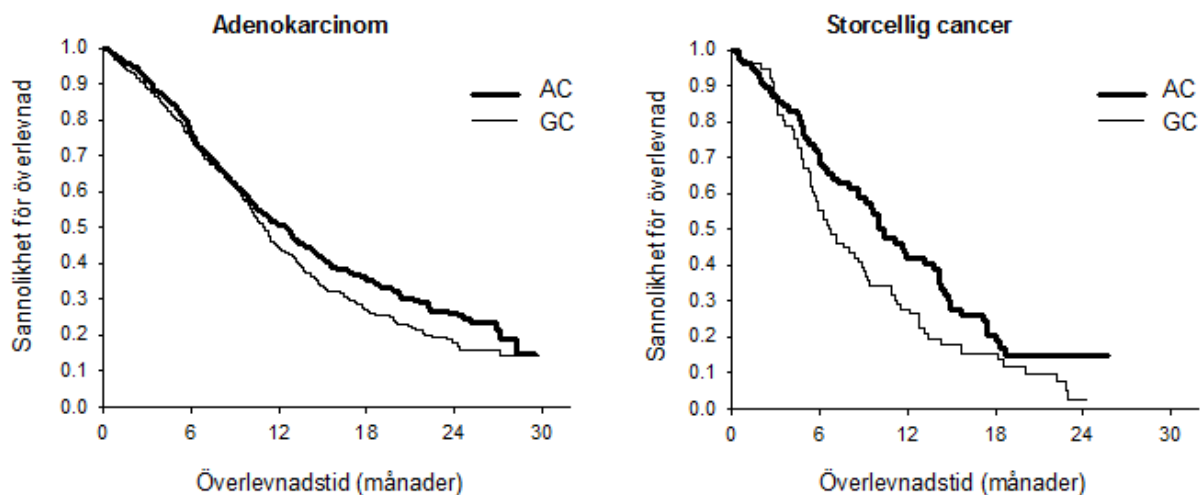 Adenokarcinom
Sannolikhet för överlevnad
1.0
0.9
0.8
0.7
0.6
0.5
0.4
0.3
0.2
0.1
0.0
AC
GC
0 6 12 18 24 30
Överlevnadstid (månader)
Storcellig cancer
Sannolikhet för överlevnad
1.0
0.9
0.8
0.7
0.6
0.5
0.4
0.3
0.2
0.1
0.0
AC
GC
0 6 12 18 24 30
Överlevnadstid (månader)